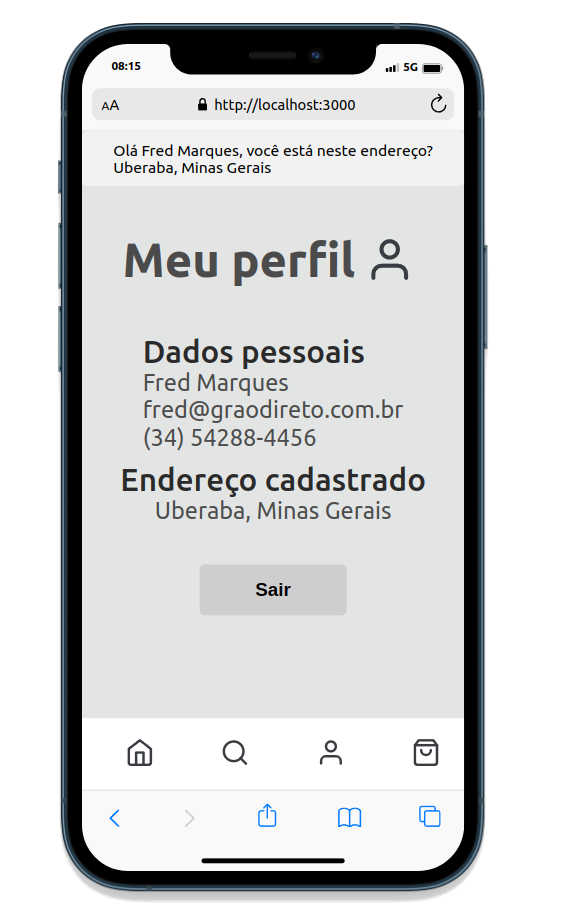 08:15
5G
AA
http://localhost:3000
Olá Fred Marques, você está neste endereço?
Uberaba, Minas Gerais
Meu perfil
Dados pessoais
Fred Marques
fred@graodireto.com.br
(34) 54288-4456
Endereço cadastrado
Uberaba, Minas Gerais
Sair